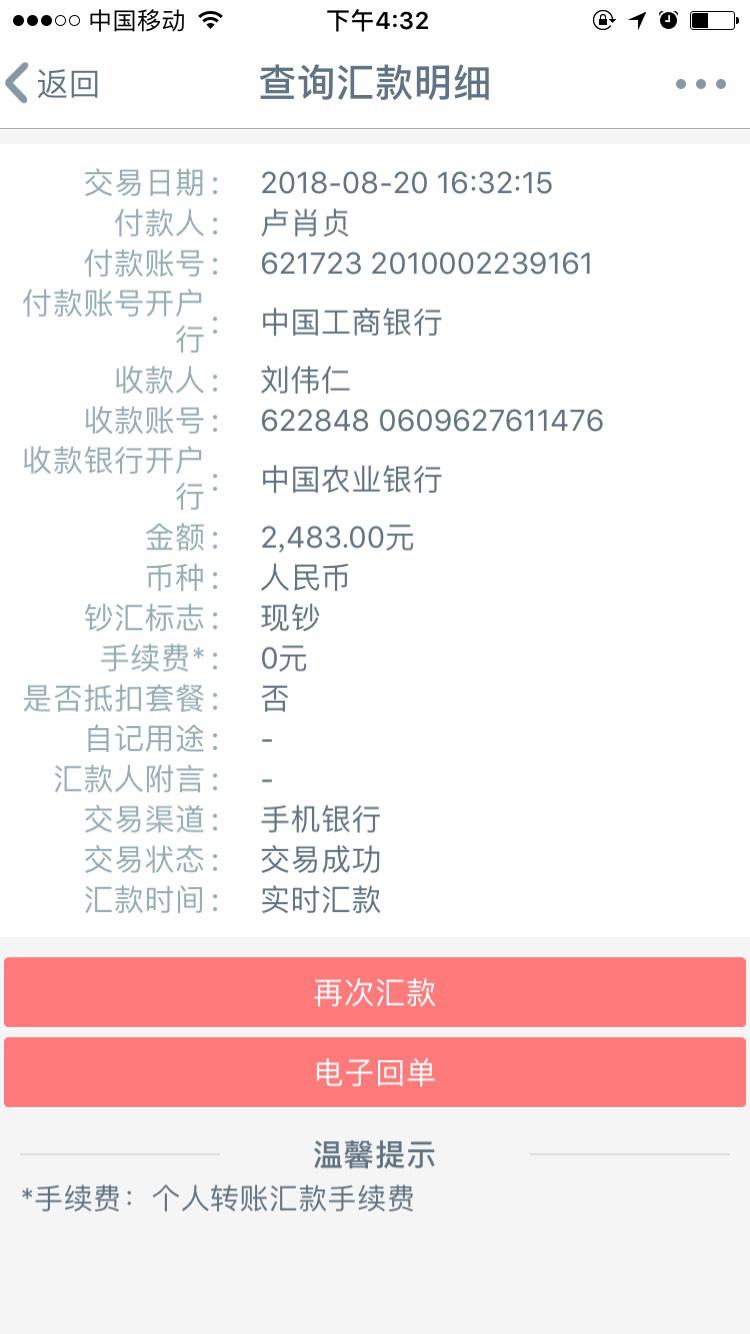 中国移动 下午4:32
返回 查询汇款明细
交易日期： 2018-08-20 16:32:15
付款人： 卢肖贞
付款账号： 621723 2010002239161
付款账号开户行： 中国工商银行
收款人： 刘伟仁
收款账号： 622848 0609627611476
收款银行开户行： 中国农业银行
金额： 2,483.00元
币种： 人民币
钞汇标志： 现钞
手续费*： 0元
是否抵扣套餐： 否
自记用途： -
汇款人附言： -
交易渠道： 手机银行
交易状态： 交易成功
汇款时间： 实时汇款
再次汇款
电子回单
温馨提示
*手续费：个人转账汇款手续费